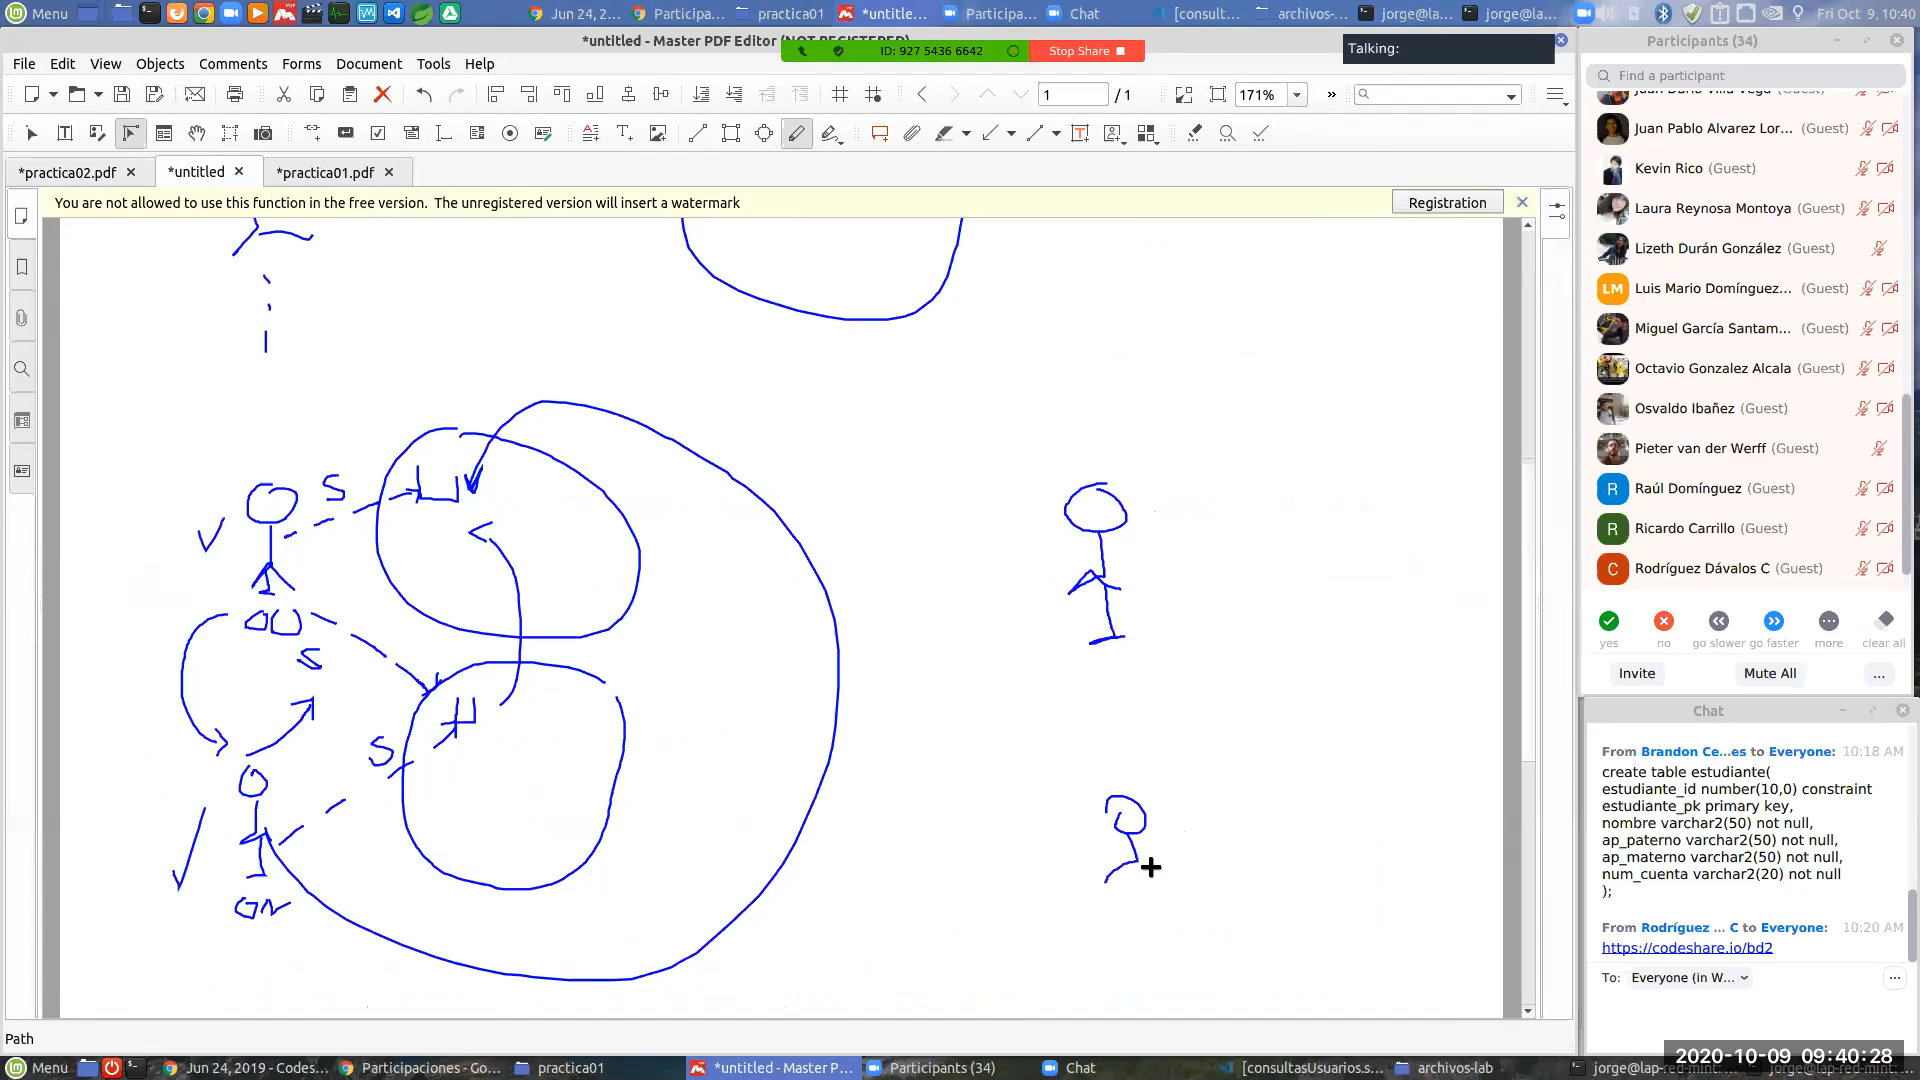 Menu
Jun 24, 2...
Participa...
practica01
*untitle...
Participa...
Chat
[consult...
archivos-...
jorge@la...
jorge@la...
Fri Oct 9, 10:40
*untitled - Master PDF Editor (NOT REGISTERED)
ID: 927 5436 6642
Stop Share
Talking:
File Edit View Objects Comments Forms Document Tools Help
1 / 1
171%
*practica02.pdf
*untitled
*practica01.pdf
You are not allowed to use this function in the free version. The unregistered version will insert a watermark
Registration
S
S
S
Path
Participants (34)
Find a participant
Juan Pablo Alvarez Lor... (Guest)
Kevin Rico (Guest)
Laura Reynosa Montoya (Guest)
Lizeth Durán González (Guest)
LM Luis Mario Domínguez... (Guest)
Miguel García Santam... (Guest)
Octavio Gonzalez Alcala (Guest)
Osvaldo Ibañez (Guest)
Pieter van der Werff (Guest)
R Raúl Domínguez (Guest)
R Ricardo Carrillo (Guest)
C Rodríguez Dávalos C (Guest)
yes no go slower go faster more clear all
Invite
Mute All
...
Chat
From Brandon Ce...es to Everyone: 10:18 AM
create table estudiante(
estudiante_id number(10,0) constraint
estudiante_pk primary key,
nombre varchar2(50) not null,
ap_paterno varchar2(50) not null,
ap_materno varchar2(50) not null,
num_cuenta varchar2(20) not null
);
From Rodríguez ... C to Everyone: 10:20 AM
https://codeshare.io/bd2
To: Everyone (in W...
Menu
Jun 24, 2019 - Codes...
Participaciones - Go...
practica01
*untitled - Master P...
Participants (34)
Chat
[consultasUsuarios.s...
archivos-lab
jorge@lap-red-mint: ...
2020-10-09 09:40:28